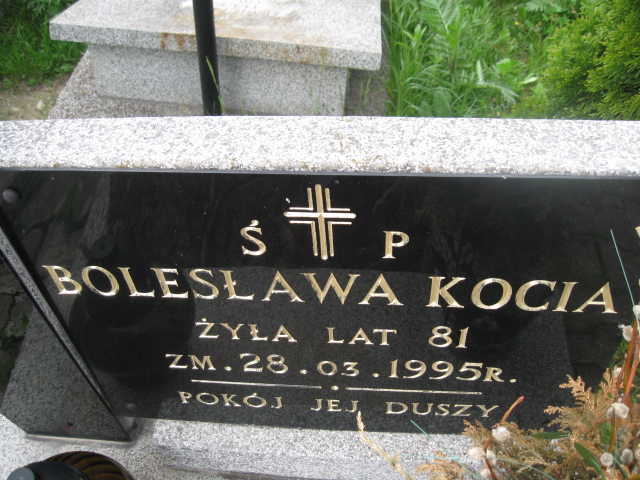 Ś P
BOLESŁAWA KOCIA
ŻYŁA LAT 81
ZM. 28.03.1995R.
POKÓJ JEJ DUSZY